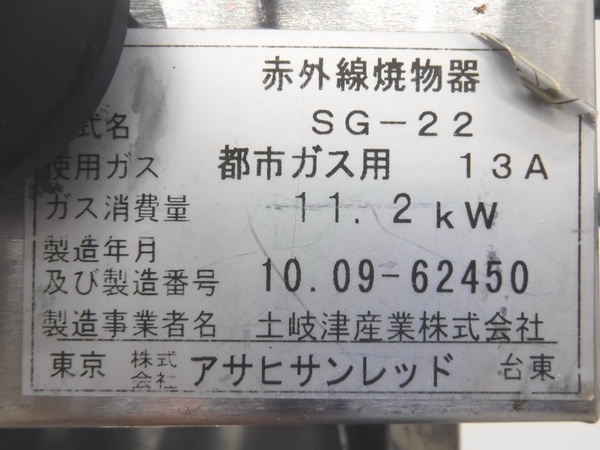 赤外線焼物器
式名 SG-22
使用ガス 都市ガス用 13A
ガス消費量 11.2kW
製造年月
及び製造番号 10.09-62450
製造事業者名 土岐津産業株式会社
東京 株式会社 アサヒサンレッド 台東